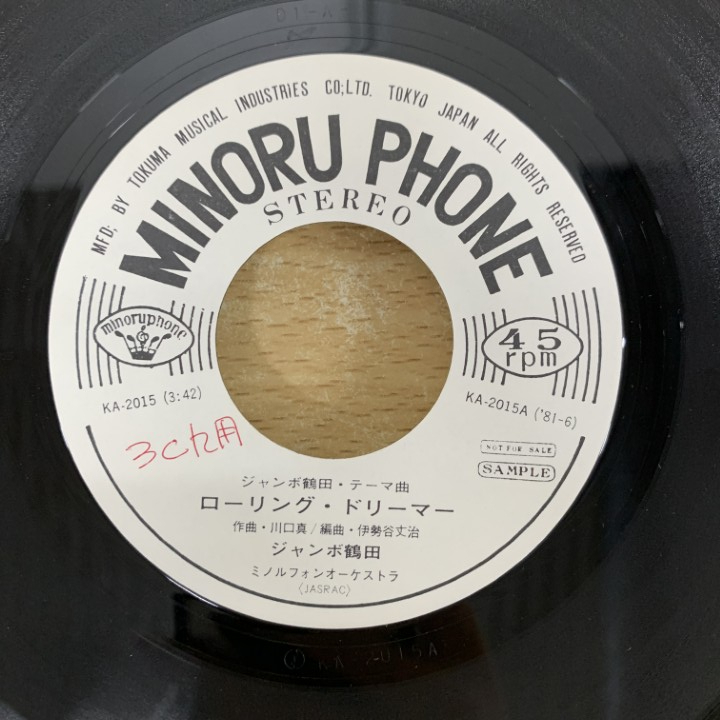 MFD; BY TOKUMA MUSICAL INDUSTRIES CO;LTD. TOKYO JAPAN ALL RIGHTS RESERVED
MINORU PHONE
STEREO
minoruphone
45
rpm
KA-2015 (3:42)
KA-2015A ('81-6)
NOT FOR SALE
SAMPLE
3ch用
ジャンボ鶴田・テーマ曲
ローリング・ドリーマー
作曲・川口真/編曲・伊勢谷丈治
ジャンボ鶴田
ミノルフォンオーケストラ
(JASRAC)